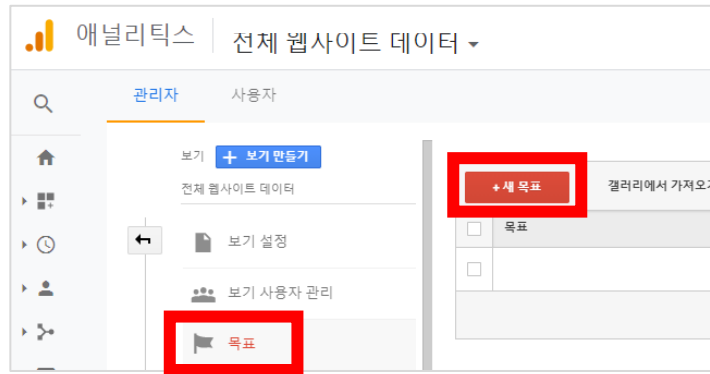 애널리틱스
전체 웹사이트 데이터
관리자 사용자
보기 + 보기 만들기
전체 웹사이트 데이터
보기 설정
보기 사용자 관리
목표
+ 새 목표 갤러리에서 가져오기
목표